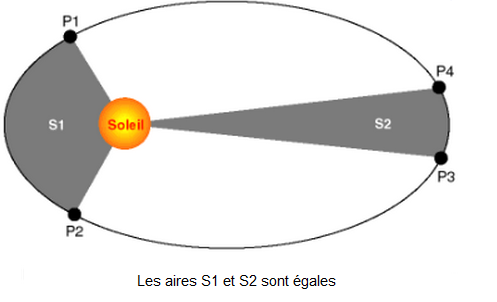 P1
P4
S1
Soleil
S2
P3
P2
Les aires S1 et S2 sont égales